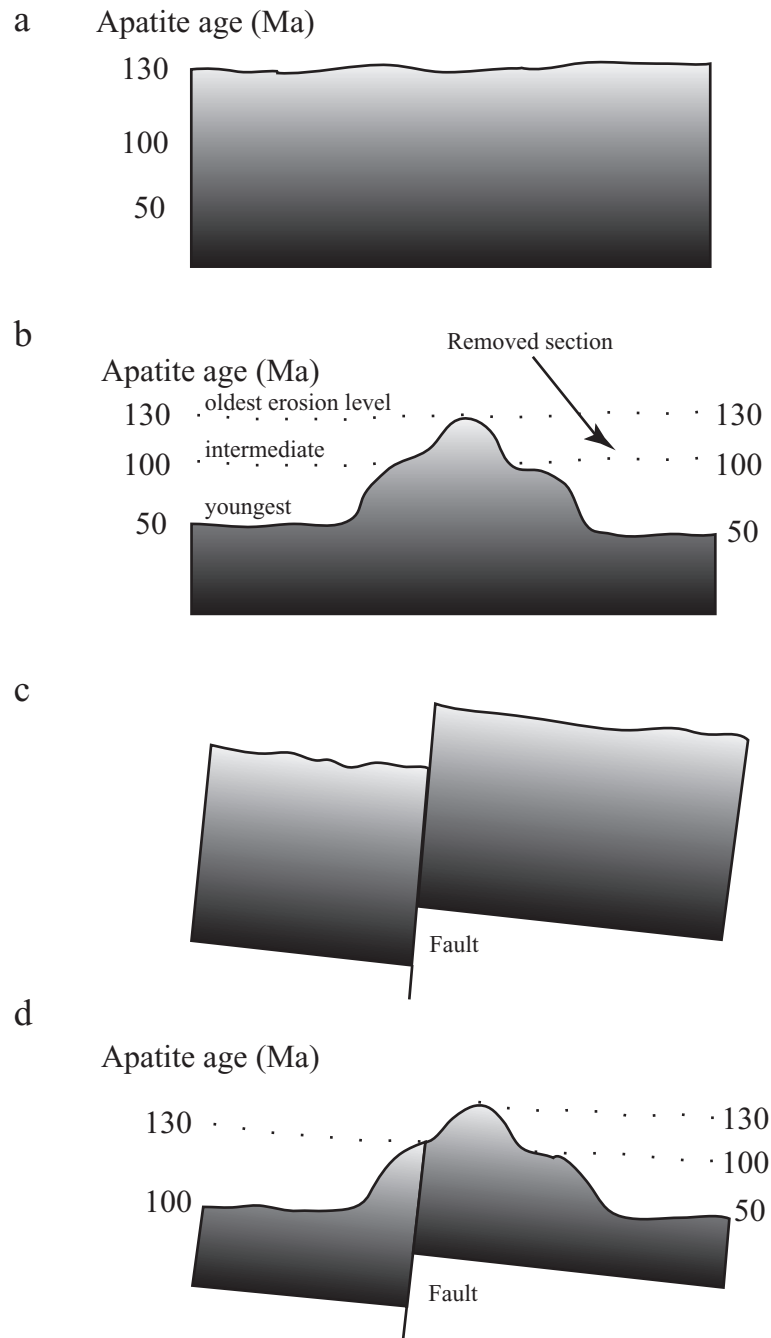 a
Apatite age (Ma)
130
100
50
b
Removed section
Apatite age (Ma)
130 oldest erosion level 130
100 intermediate 100
50 youngest 50
c
Fault
d
Apatite age (Ma)
130 130
100
100 50
Fault